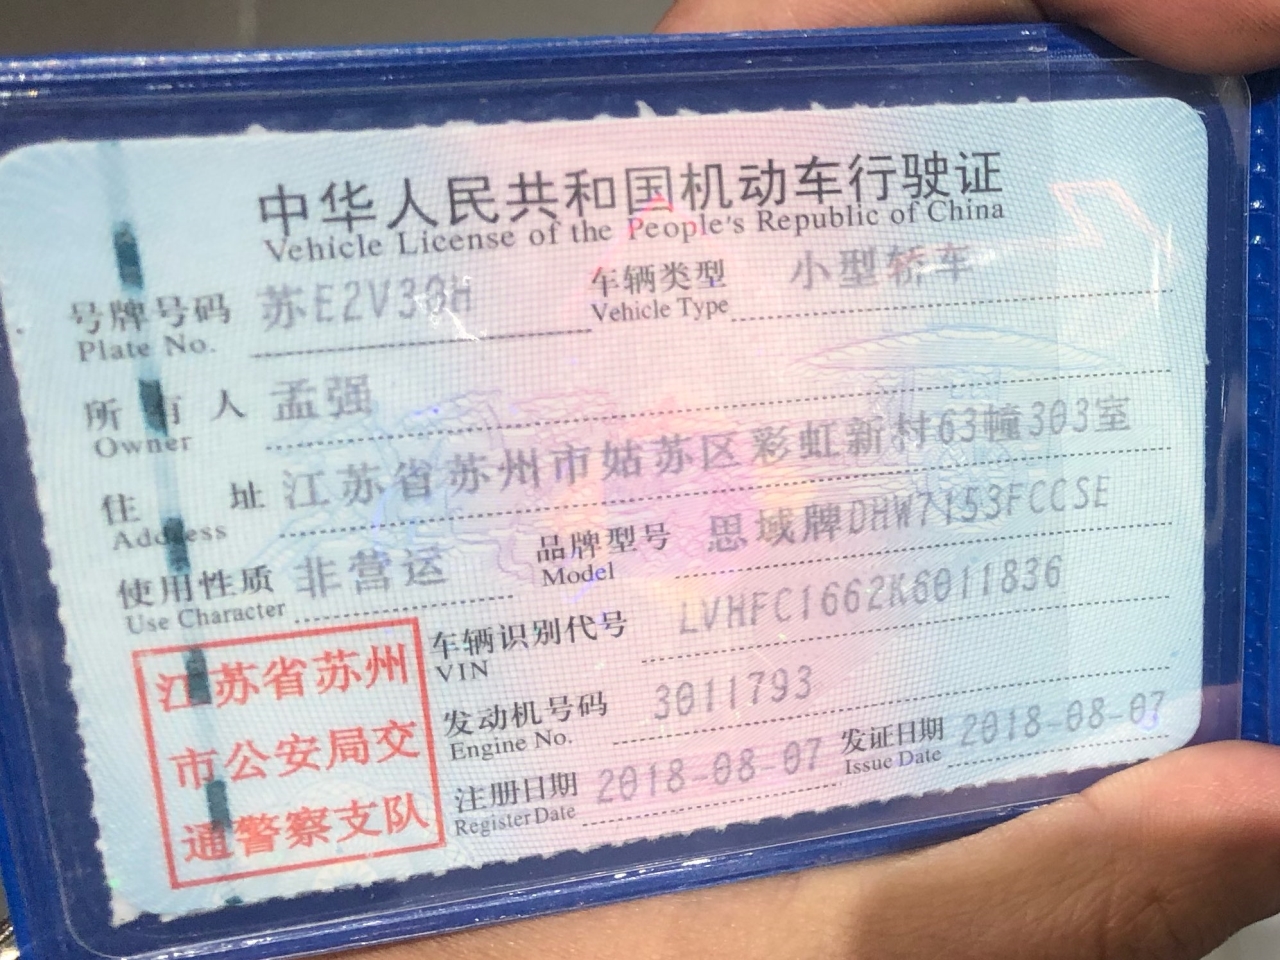 中华人民共和国机动车行驶证
Vehicle License of the People's Republic of China
号牌号码 苏E2V30H 车辆类型 小型轿车
Plate No. Vehicle Type
所有人 孟强
Owner
住址 江苏省苏州市姑苏区彩虹新村63幢303室
Address
使用性质 非营运 品牌型号 思域牌DHW7153FCCSE
Use Character Model
车辆识别代号 LVHFC1662K6011836
VIN
发动机号码 3011793
Engine No.
注册日期 2018-08-07 发证日期 2018-08-07
Register Date Issue Date
江苏省苏州
市公安局交
通警察支队